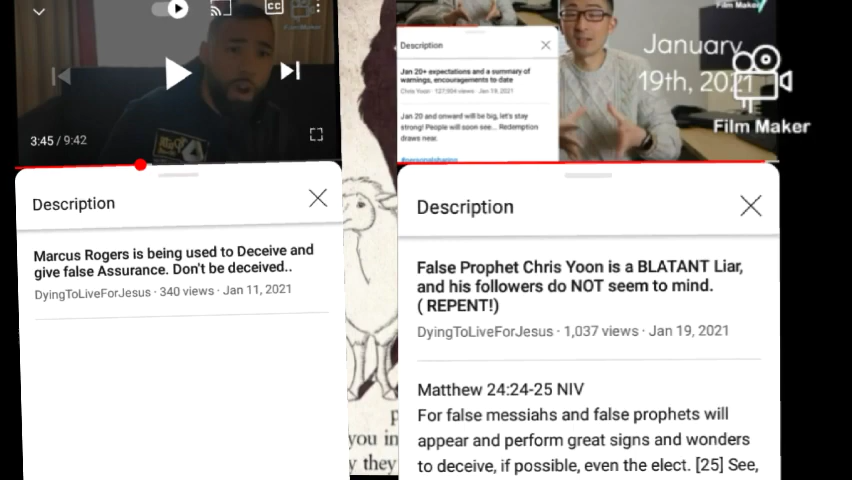 CC
Film Maker
3:45 / 9:42
Description
Marcus Rogers is being used to Deceive and
give false Assurance. Don't be deceived..
DyingToLiveForJesus · 340 views · Jan 11, 2021
you in
y they
Description
Jan 20+ expectations and a summary of
warnings, encouragements to-date
Chris Yoon · 127,004 views · Jan 19, 2021
Jan 20 and onward will be big, let's stay
strong! People will soon see... Redemption
draws near.
#personalsharing
January
19th, 2021
Film Maker
Description
False Prophet Chris Yoon is a BLATANT Liar,
and his followers do NOT seem to mind.
( REPENT!)
DyingToLiveForJesus · 1,037 views · Jan 19, 2021
Matthew 24:24-25 NIV
For false messiahs and false prophets will
appear and perform great signs and wonders
to deceive, if possible, even the elect. [25] See,